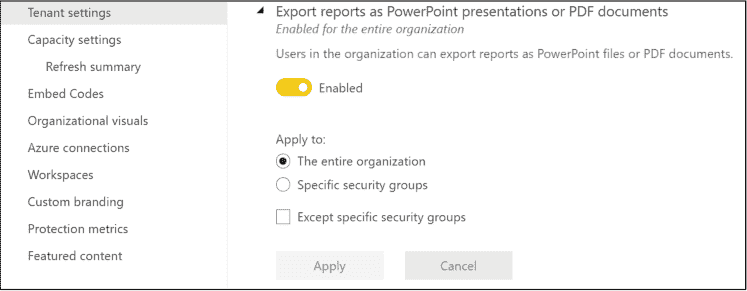 Tenant settings
Capacity settings
Refresh summary
Embed Codes
Organizational visuals
Azure connections
Workspaces
Custom branding
Protection metrics
Featured content
Export reports as PowerPoint presentations or PDF documents
Enabled for the entire organization
Users in the organization can export reports as PowerPoint files or PDF documents.
Enabled
Apply to:
The entire organization
Specific security groups
Except specific security groups
Apply
Cancel